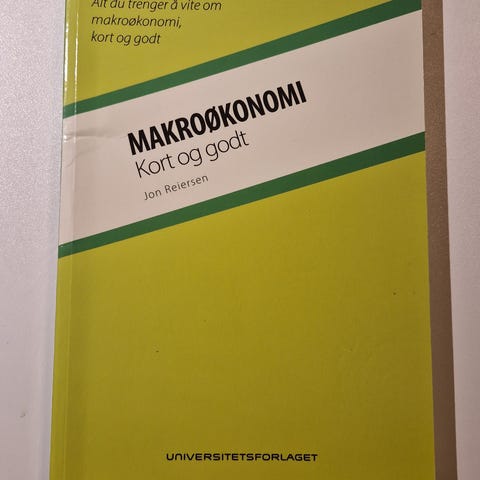 Alt du trenger å vite om
makroøkonomi,
kort og godt
MAKROØKONOMI
Kort og godt
Jon Reiersen
UNIVERSITETSFORLAGET